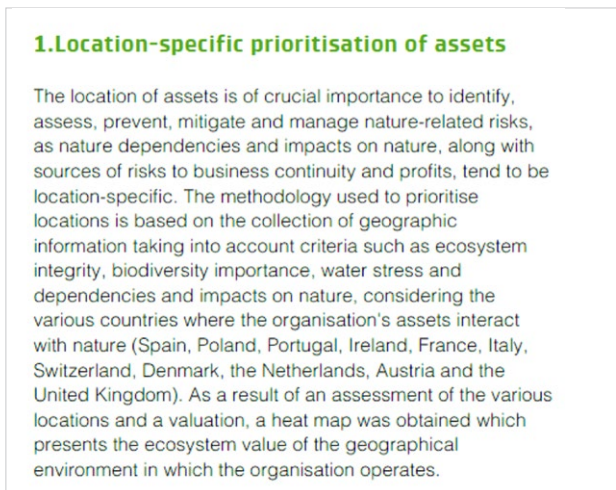 1.Location-specific prioritisation of assets
The location of assets is of crucial importance to identify,
assess, prevent, mitigate and manage nature-related risks,
as nature dependencies and impacts on nature, along with
sources of risks to business continuity and profits, tend to be
location-specific. The methodology used to prioritise
locations is based on the collection of geographic
information taking into account criteria such as ecosystem
integrity, biodiversity importance, water stress and
dependencies and impacts on nature, considering the
various countries where the organisation's assets interact
with nature (Spain, Poland, Portugal, Ireland, France, Italy,
Switzerland, Denmark, the Netherlands, Austria and the
United Kingdom). As a result of an assessment of the various
locations and a valuation, a heat map was obtained which
presents the ecosystem value of the geographical
environment in which the organisation operates.